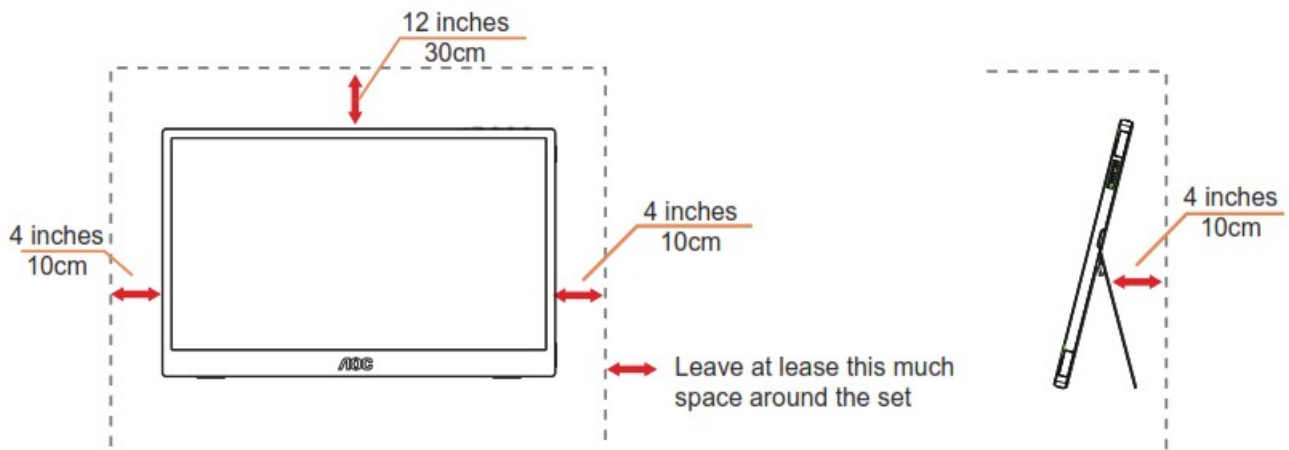 12 inches
30cm
4 inches
10cm
4 inches
10cm
4 inches
10cm
AOC
Leave at lease this much
space around the set